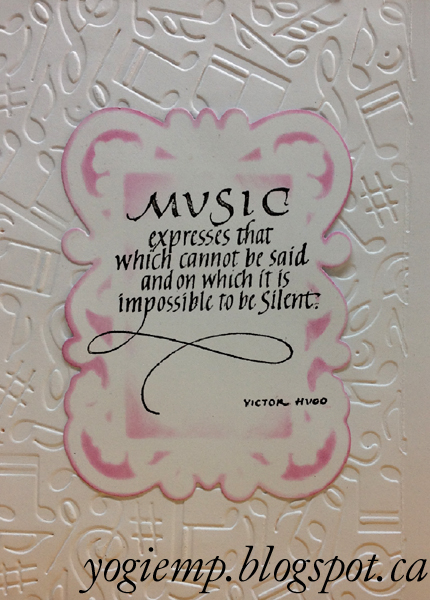 MUSIC
expresses that
which cannot be said
and on which it is
impossible to be Silent.
VICTOR HUGO
yogiemp.blogspot.ca